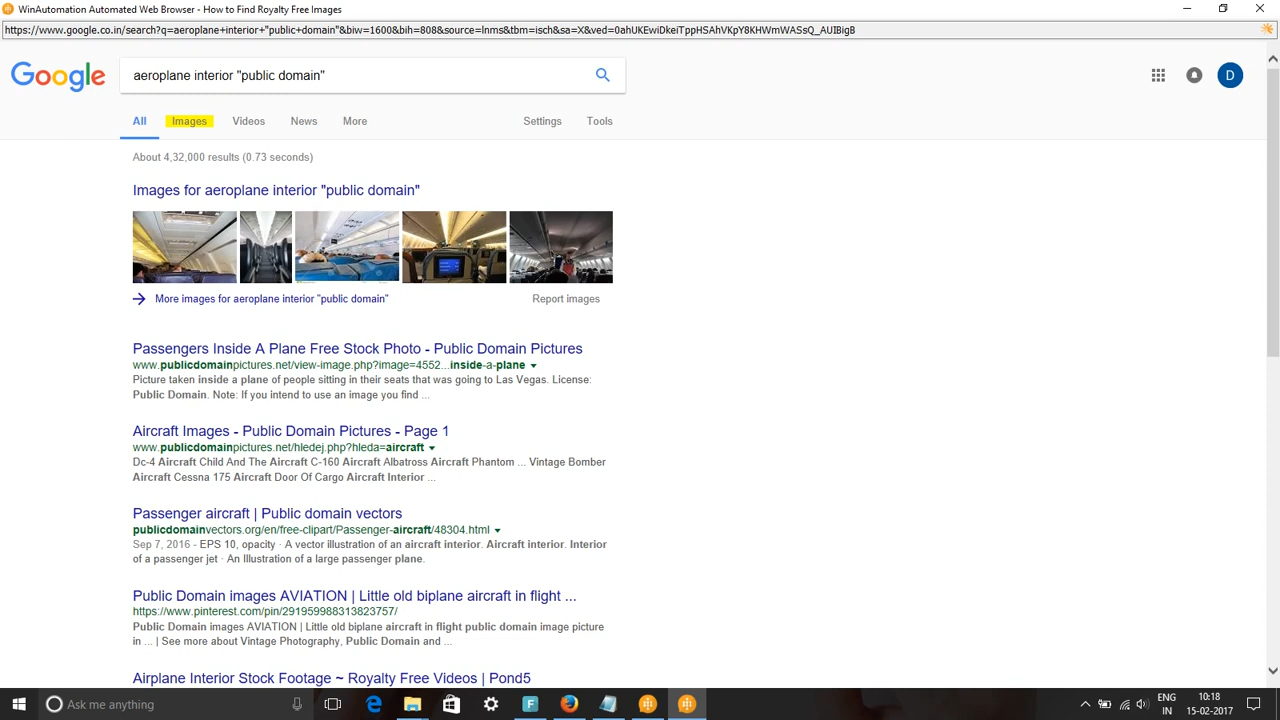 WinAutomation Automated Web Browser - How to Find Royalty Free Images
https://www.google.co.in/search?q=aeroplane+interior+"public+domain"&biw=1600&bih=808&source=lnms&tbm=isch&sa=X&ved=0ahUKEwiDkeiTppHSAhVKpY8KHWmWASsQ_AUIBigB
Google
aeroplane interior "public domain"
D
All Images Videos News More Settings Tools
About 4,32,000 results (0.73 seconds)
Images for aeroplane interior "public domain"
More images for aeroplane interior "public domain" Report images
Passengers Inside A Plane Free Stock Photo - Public Domain Pictures
www.publicdomainpictures.net/view-image.php?image=4552...inside-a-plane
Picture taken inside a plane of people sitting in their seats that was going to Las Vegas. License:
Public Domain. Note: If you intend to use an image you find ...
Aircraft Images - Public Domain Pictures - Page 1
www.publicdomainpictures.net/hledej.php?hleda=aircraft
Dc-4 Aircraft Child And The Aircraft C-160 Aircraft Albatross Aircraft Phantom ... Vintage Bomber
Aircraft Cessna 175 Aircraft Door Of Cargo Aircraft Interior ...
Passenger aircraft | Public domain vectors
publicdomainvectors.org/en/free-clipart/Passenger-aircraft/48304.html
Sep 7, 2016 - EPS 10, opacity · A vector illustration of an aircraft interior. Aircraft interior. Interior
of a passenger jet · An Illustration of a large passenger plane.
Public Domain images AVIATION | Little old biplane aircraft in flight ...
https://www.pinterest.com/pin/291959988313823757/
Public Domain images AVIATION | Little old biplane aircraft in flight public domain image picture
in ... | See more about Vintage Photography, Public Domain and ...
Airplane Interior Stock Footage ~ Royalty Free Videos | Pond5
Ask me anything
F
ENG
IN
10:18
15-02-2017